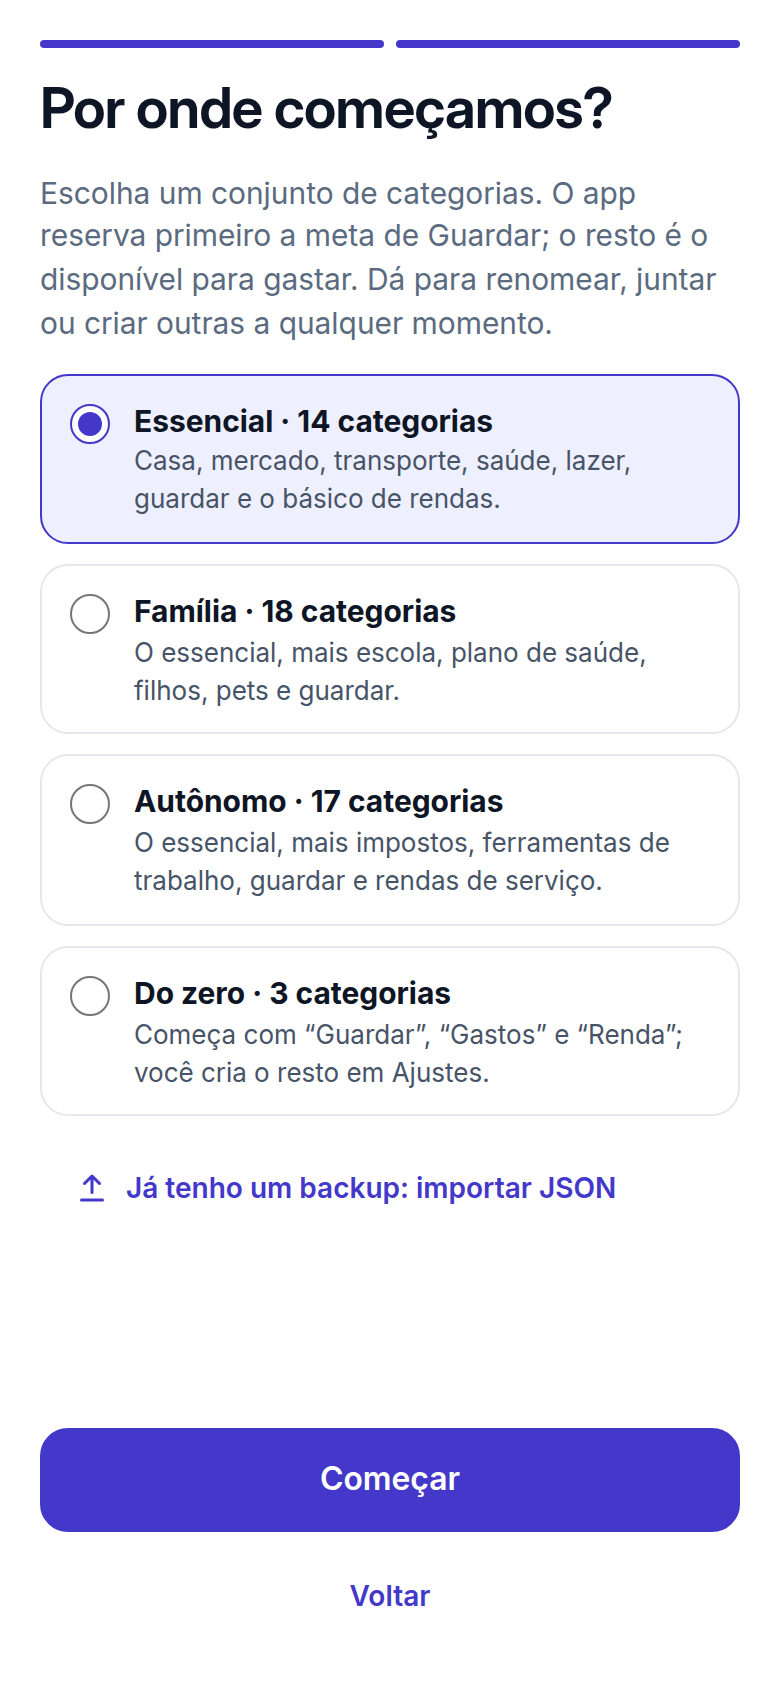 Por onde começamos?
Escolha um conjunto de categorias. O app
reserva primeiro a meta de Guardar; o resto é o
disponível para gastar. Dá para renomear, juntar
ou criar outras a qualquer momento.
Essencial · 14 categorias
Casa, mercado, transporte, saúde, lazer,
guardar e o básico de rendas.
Família · 18 categorias
O essencial, mais escola, plano de saúde,
filhos, pets e guardar.
Autônomo · 17 categorias
O essencial, mais impostos, ferramentas de
trabalho, guardar e rendas de serviço.
Do zero · 3 categorias
Começa com “Guardar”, “Gastos” e “Renda”;
você cria o resto em Ajustes.
Já tenho um backup: importar JSON
Começar
Voltar